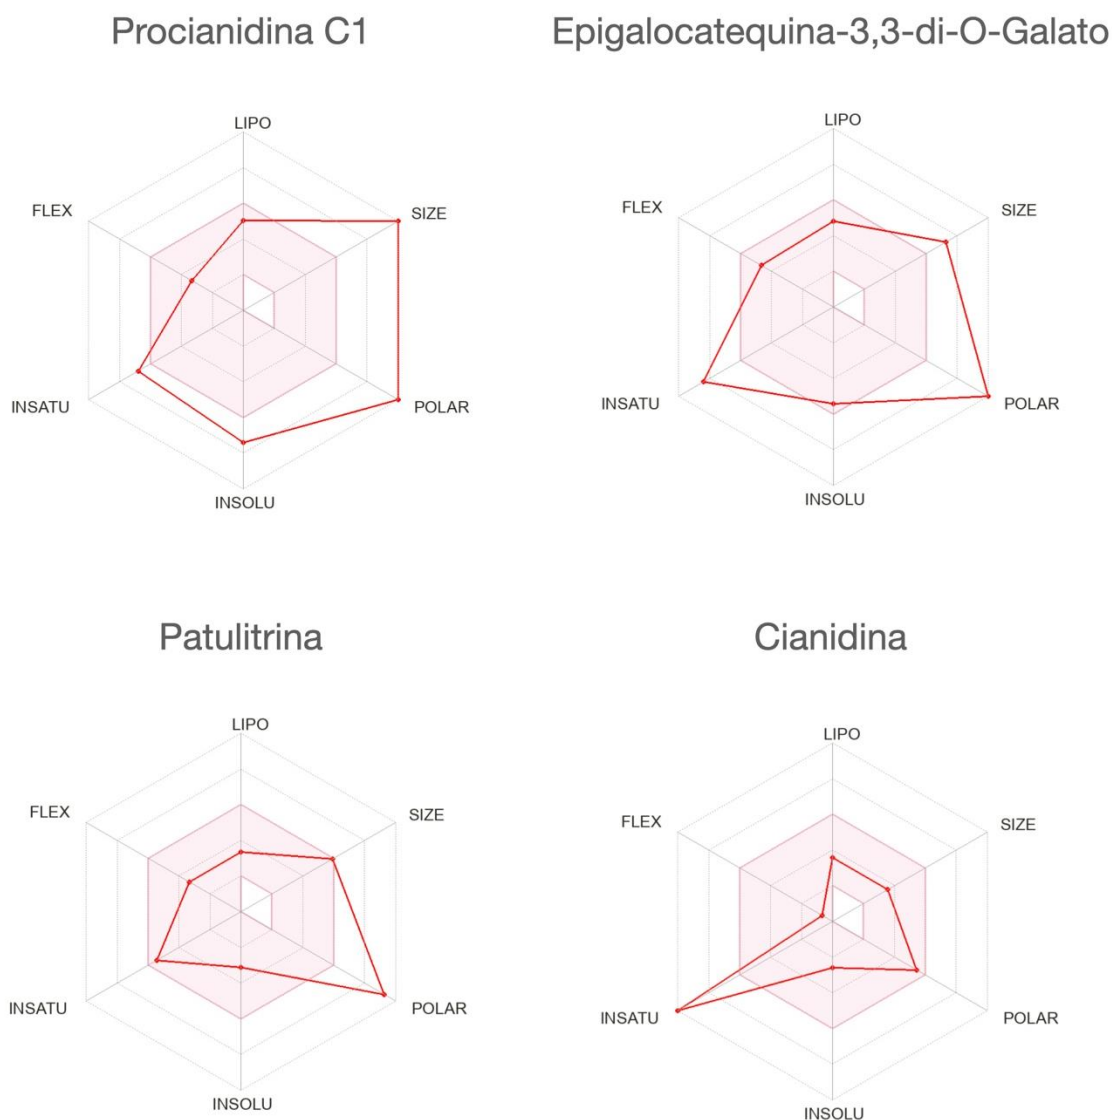 Procianidina C1
Epigalocatequina-3,3-di-O-Galato
LIPO
FLEX
SIZE
INSATU
POLAR
INSOLU
LIPO
FLEX
SIZE
INSATU
POLAR
INSOLU
Patulitrina
Cianidina
LIPO
FLEX
SIZE
INSATU
POLAR
INSOLU
LIPO
FLEX
SIZE
INSATU
POLAR
INSOLU